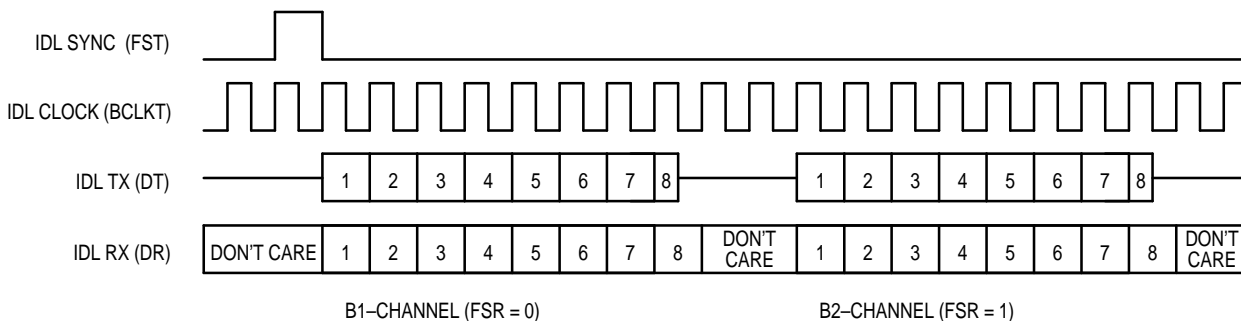 IDL SYNC (FST)
IDL CLOCK (BCLKT)
IDL TX (DT)
1 2 3 4 5 6 7 8 1 2 3 4 5 6 7 8
IDL RX (DR)
DON'T CARE 1 2 3 4 5 6 7 8 DON'T CARE 1 2 3 4 5 6 7 8 DON'T CARE
B1–CHANNEL (FSR = 0)
B2–CHANNEL (FSR = 1)